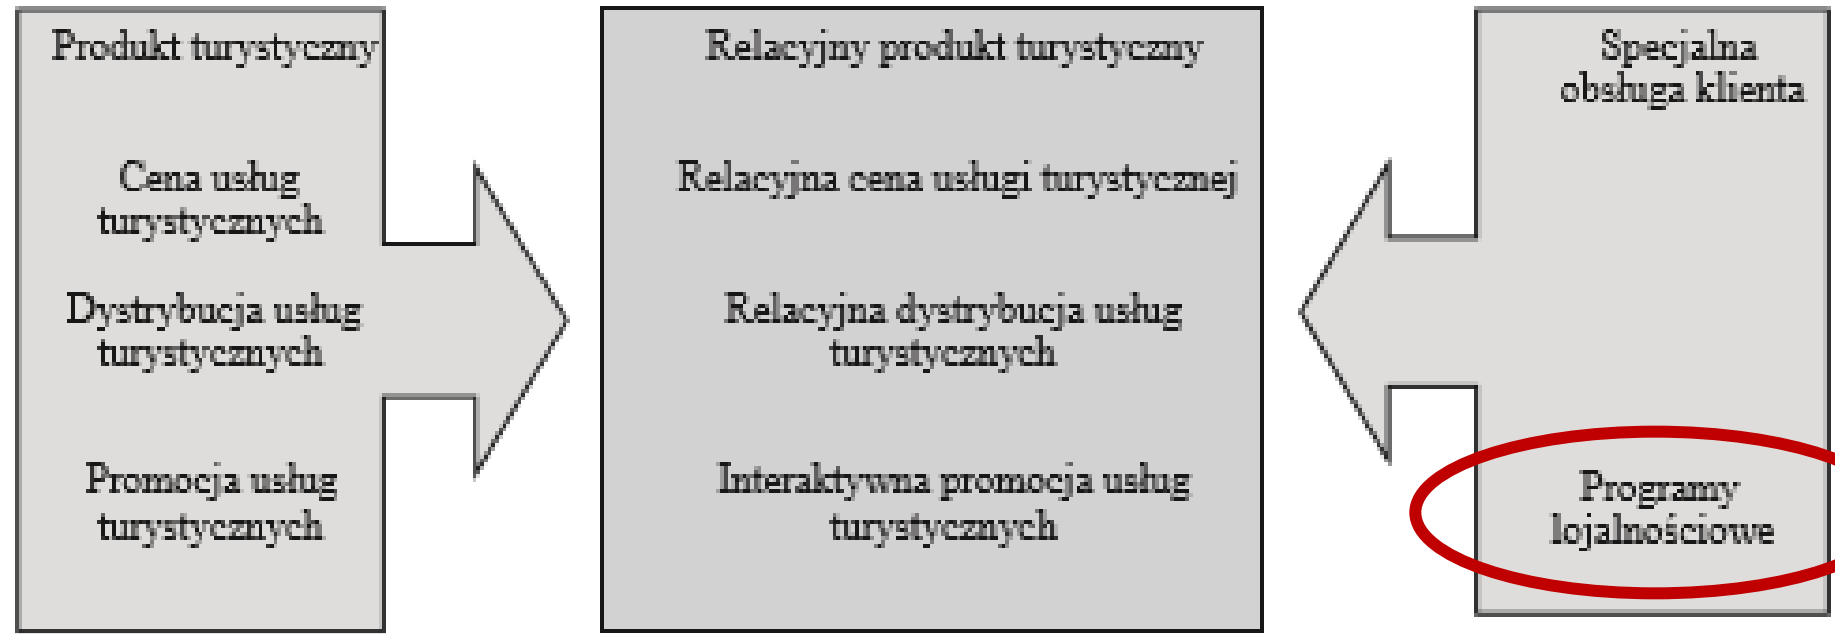 Produkt turystyczny
Cena usług
turystycznych
Dystrybucja usług
turystycznych
Promocja usług
turystycznych
Relacyjny produkt turystyczny
Relacyjna cena usługi turystycznej
Relacyjna dystrybucja usług
turystycznych
Interaktywna promocja usług
turystycznych
Specjalna
obsługa klienta
Programy
lojalnościowe